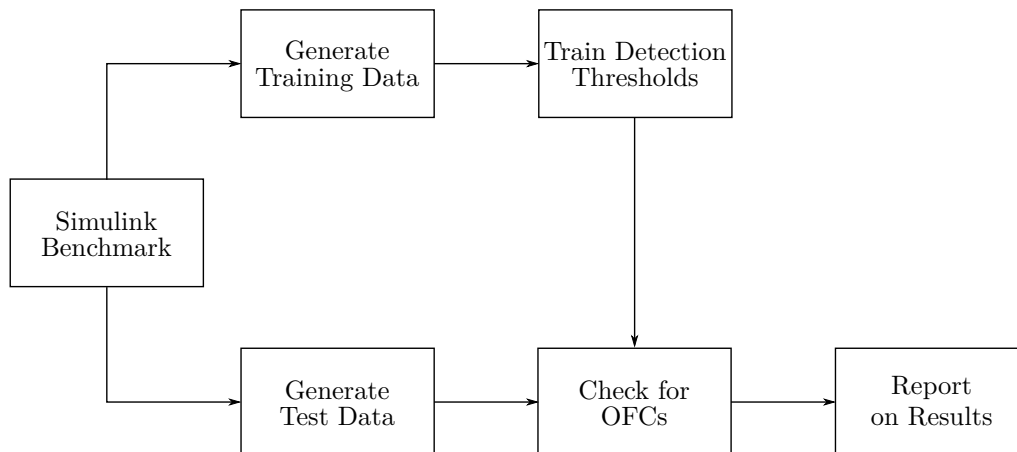 Generate
Training Data
Train Detection
Thresholds
Simulink
Benchmark
Generate
Test Data
Check for
OFCs
Report
on Results